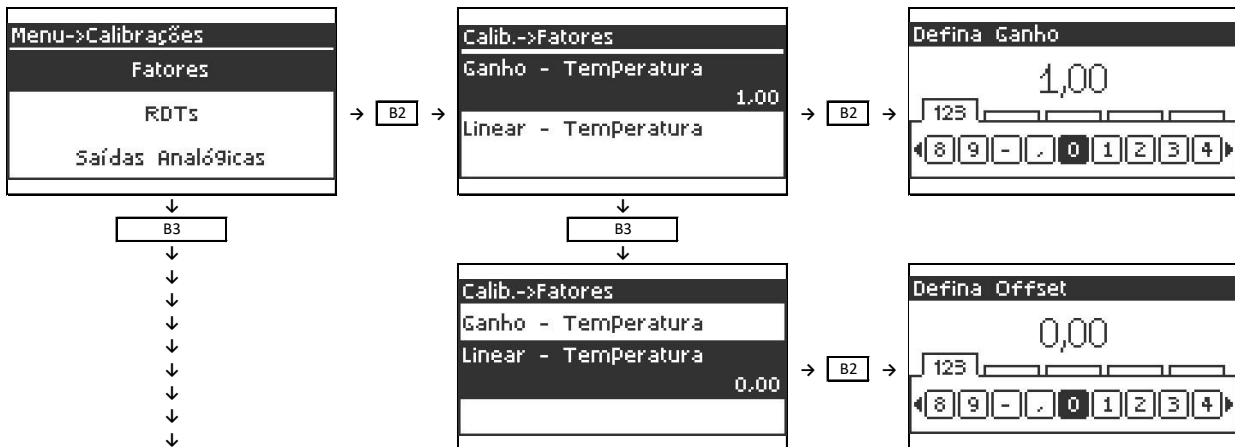 Menu->Calibrações
Fatores
RDTs
Saídas Analógicas
→ B2 →
Calib.->Fatores
Ganho - Temperatura
1,00
Linear - Temperatura
→ B2 →
Defina Ganho
1,00
123
8 9 - , 0 1 2 3 4
↓
B3
↓
↓
B3
↓
Calib.->Fatores
Ganho - Temperatura
Linear - Temperatura
0,00
→ B2 →
Defina Offset
0,00
123
8 9 - , 0 1 2 3 4